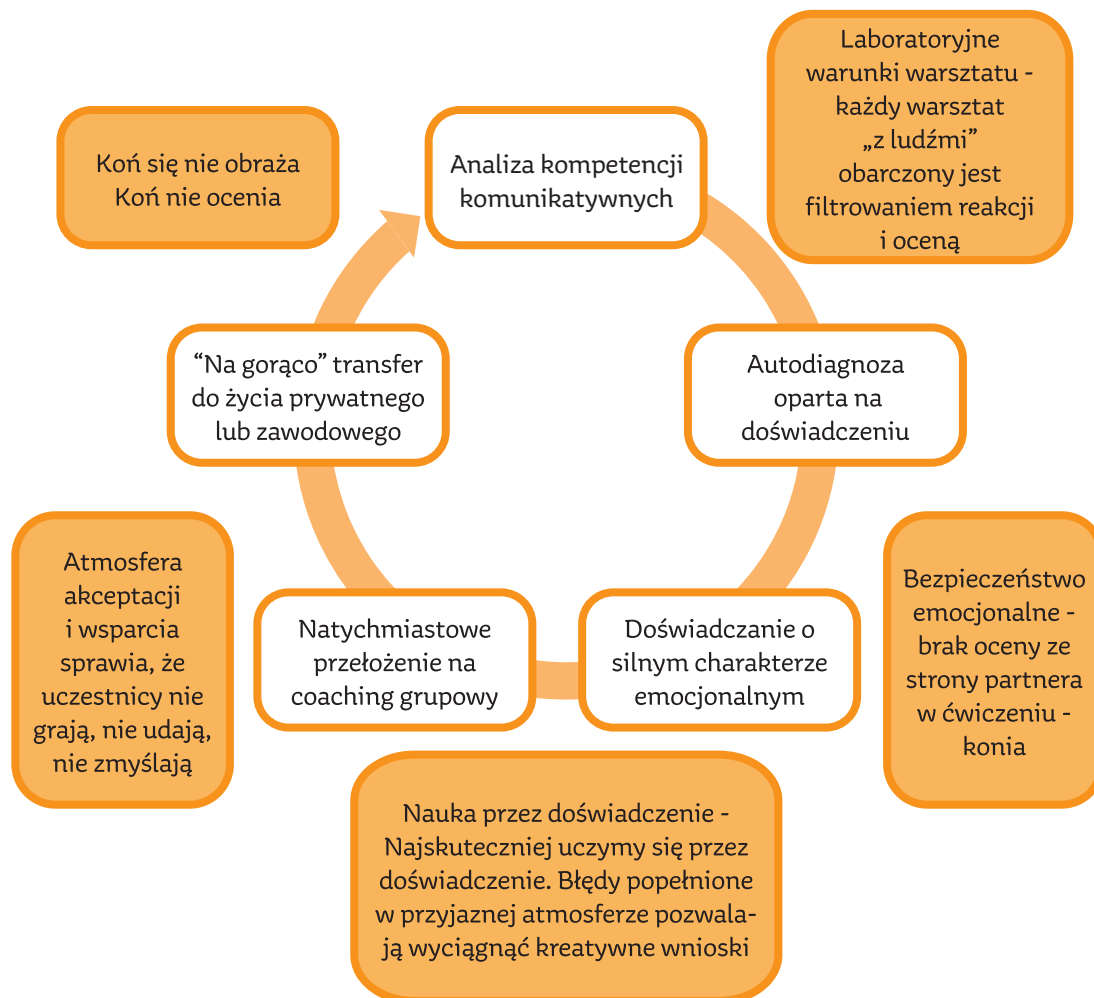 Laboratoryjne
warunki warsztatu -
każdy warsztat
„z ludźmi”
obarczony jest
filtrowaniem reakcji
i oceną
Koń się nie obraża
Koń nie ocenia
Analiza kompetencji
komunikatywnych
“Na gorąco” transfer
do życia prywatnego
lub zawodowego
Autodiagnoza
oparta na
doświadczeniu
Atmosfera
akceptacji
i wsparcia
sprawia, że
uczestnicy nie
grają, nie udają,
nie zmyślają
Natychmiastowe
przełożenie na
coaching grupowy
Doświadczanie o
silnym charakterze
emocjonalnym
Bezpieczeństwo
emocjonalne -
brak oceny ze
strony partnera
w ćwiczeniu -
konia
Nauka przez doświadczenie -
Najskuteczniej uczymy się przez
doświadczenie. Błędy popełnione
w przyjaznej atmosferze pozwala-
ją wyciągnąć kreatywne wnioski